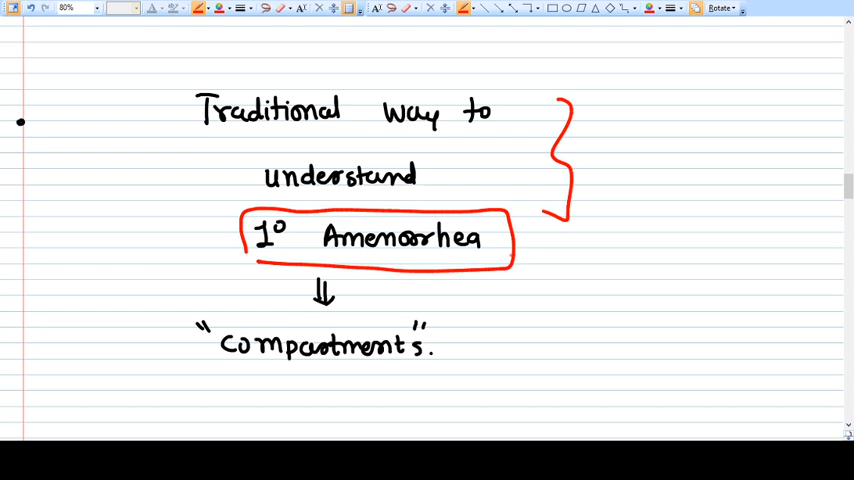 80%
Rotate
Traditional way to
understand
1° Amenorrhea
⇓
"compartments".